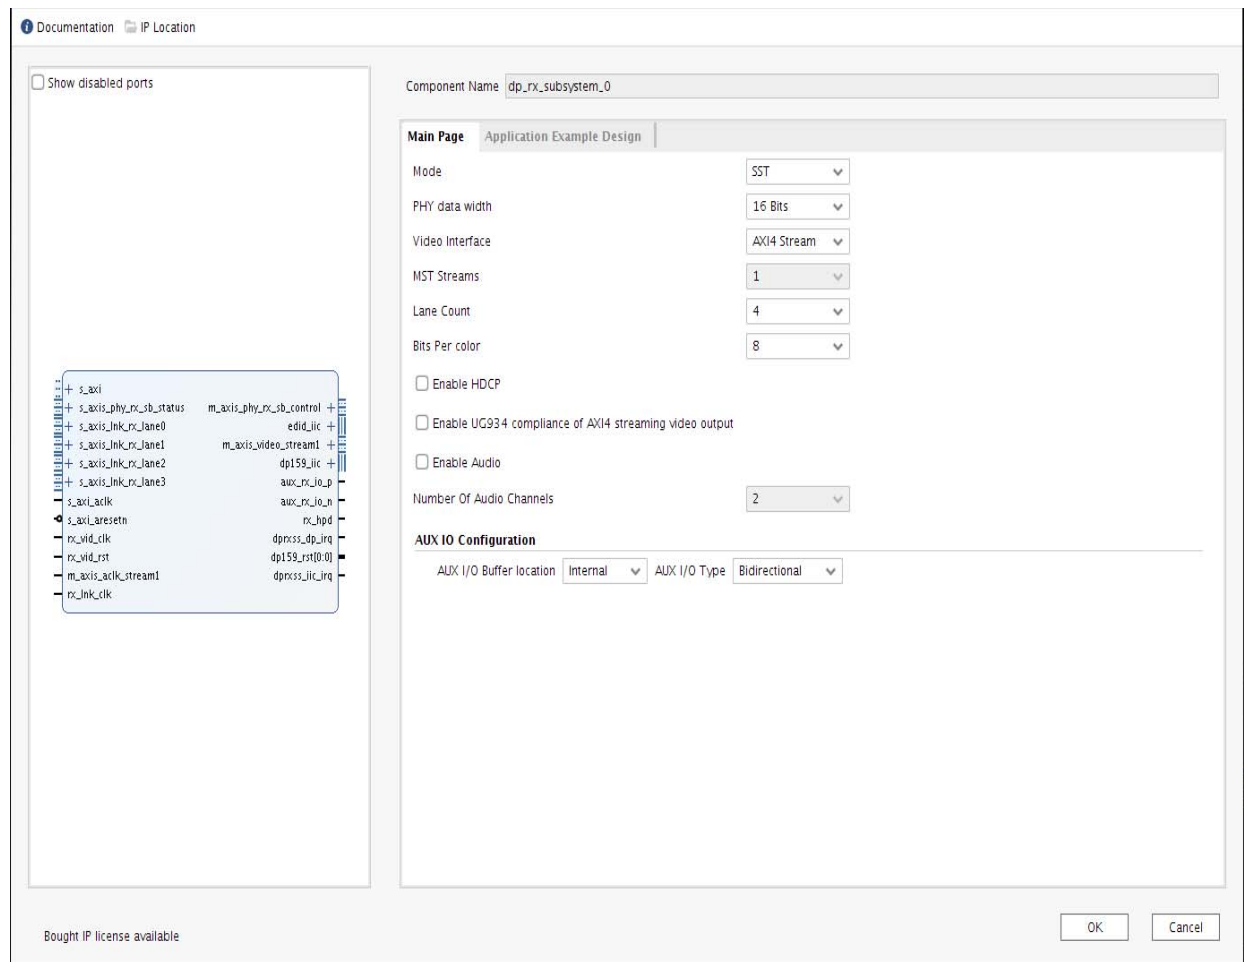 Documentation IP Location
Show disabled ports
s_axi
s_axis_phy_rx_sb_status m_axis_phy_rx_sb_control
s_axis_lnk_rx_lane0 edid_iic
s_axis_lnk_rx_lane1 m_axis_video_stream1
s_axis_lnk_rx_lane2 dp159_iic
s_axis_lnk_rx_lane3 aux_rx_io_p
s_axi_aclk aux_rx_io_n
s_axi_aresetn rx_hpd
rx_vid_clk dprxss_dp_irq
rx_vid_rst dp159_rst[0:0]
m_axis_aclk_stream1 dprxss_iic_irq
rx_lnk_clk
Component Name dp_rx_subsystem_0
Main Page Application Example Design
Mode SST
PHY data width 16 Bits
Video Interface AXI4 Stream
MST Streams 1
Lane Count 4
Bits Per color 8
Enable HDCP
Enable UG934 compliance of AXI4 streaming video output
Enable Audio
Number Of Audio Channels 2
AUX IO Configuration
AUX I/O Buffer location Internal AUX I/O Type Bidirectional
Bought IP license available
OK Cancel